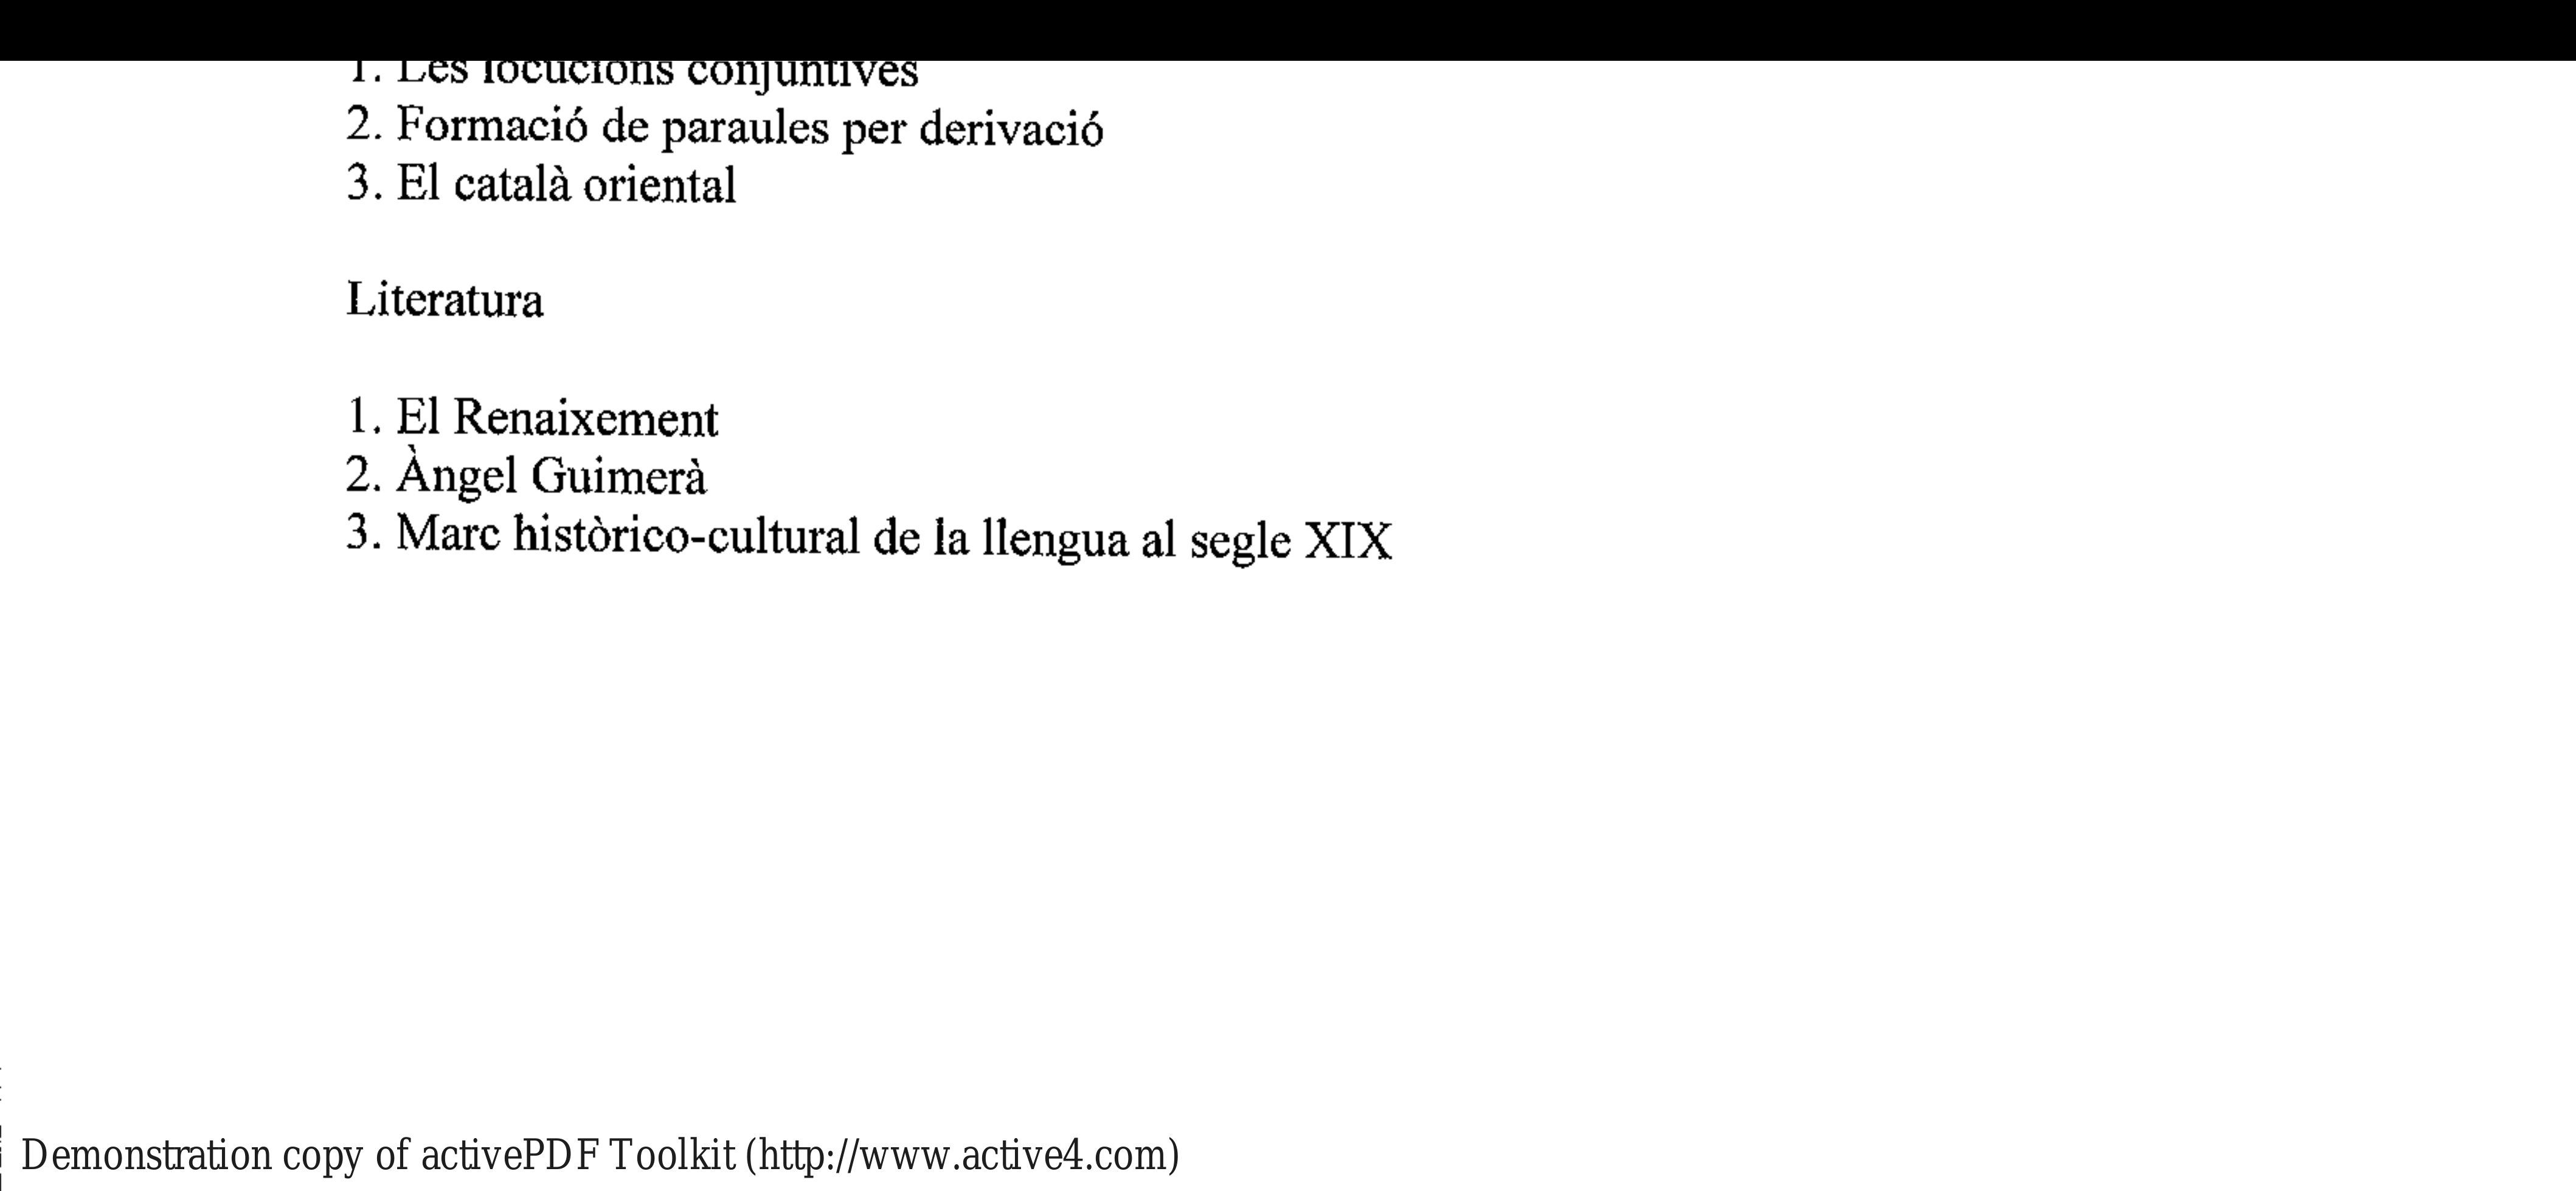 1. Les locucions conjuntives
2. Formació de paraules per derivació
3. El català oriental
Literatura
1. El Renaixement
2. Àngel Guimerà
3. Marc històrico-cultural de la llengua al segle XIX
Demonstration copy of activePDF Toolkit (http://www.active4.com)